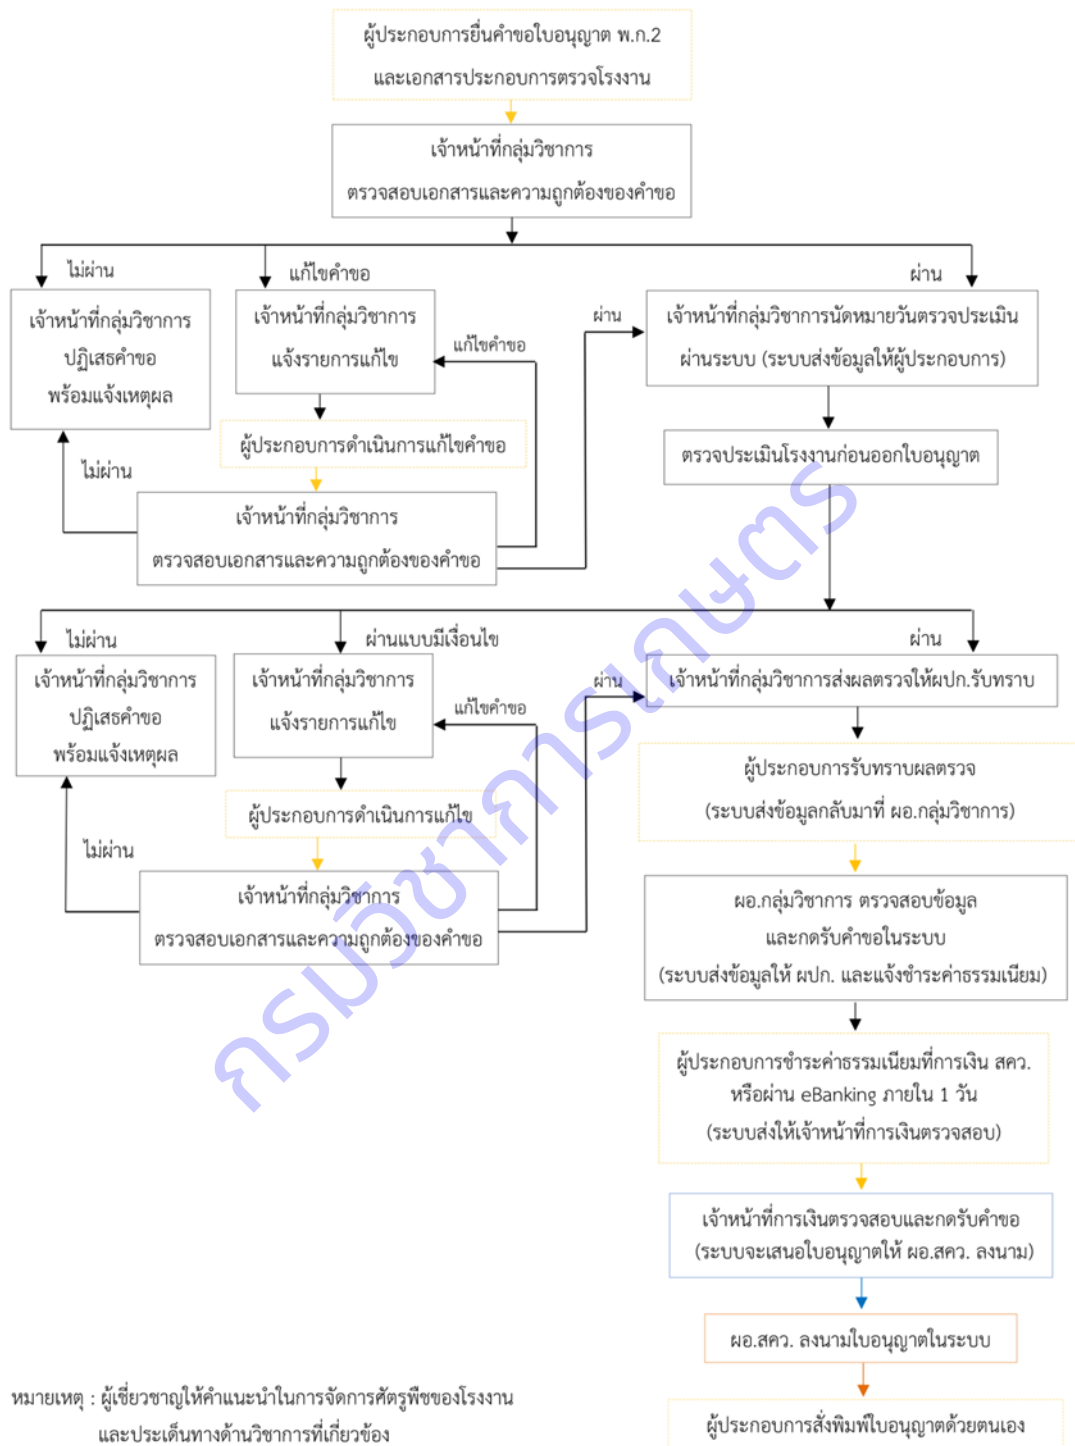 ผู้ประกอบการยื่นคำขอใบอนุญาต พ.ก.2
และเอกสารประกอบการตรวจโรงงาน
เจ้าหน้าที่กลุ่มวิชาการ
ตรวจสอบเอกสารและความถูกต้องของคำขอ
ไม่ผ่าน
แก้ไขคำขอ
ผ่าน
เจ้าหน้าที่กลุ่มวิชาการ
ปฏิเสธคำขอ
พร้อมแจ้งเหตุผล
เจ้าหน้าที่กลุ่มวิชาการ
แจ้งรายการแก้ไข
แก้ไขคำขอ
ผ่าน
เจ้าหน้าที่กลุ่มวิชาการนัดหมายวันตรวจประเมิน
ผ่านระบบ (ระบบส่งข้อมูลให้ผู้ประกอบการ)
ผู้ประกอบการดำเนินการแก้ไขคำขอ
ตรวจประเมินโรงงานก่อนออกใบอนุญาต
ไม่ผ่าน
เจ้าหน้าที่กลุ่มวิชาการ
ตรวจสอบเอกสารและความถูกต้องของคำขอ
ไม่ผ่าน
ผ่านแบบมีเงื่อนไข
ผ่าน
เจ้าหน้าที่กลุ่มวิชาการ
ปฏิเสธคำขอ
พร้อมแจ้งเหตุผล
เจ้าหน้าที่กลุ่มวิชาการ
แจ้งรายการแก้ไข
แก้ไขคำขอ
ผ่าน
เจ้าหน้าที่กลุ่มวิชาการส่งผลตรวจให้ผปก.รับทราบ
ผู้ประกอบการรับทราบผลตรวจ
(ระบบส่งข้อมูลกลับมาที่ ผอ.กลุ่มวิชาการ)
ผู้ประกอบการดำเนินการแก้ไข
ไม่ผ่าน
เจ้าหน้าที่กลุ่มวิชาการ
ตรวจสอบเอกสารและความถูกต้องของคำขอ
ผอ.กลุ่มวิชาการ ตรวจสอบข้อมูล
และกดรับคำขอในระบบ
(ระบบส่งข้อมูลให้ ผปก. และแจ้งชำระค่าธรรมเนียม)
ผู้ประกอบการชำระค่าธรรมเนียมที่การเงิน สคว.
หรือผ่าน eBanking ภายใน 1 วัน
(ระบบส่งให้เจ้าหน้าที่การเงินตรวจสอบ)
เจ้าหน้าที่การเงินตรวจสอบและกดรับคำขอ
(ระบบจะเสนอใบอนุญาตให้ ผอ.สคว. ลงนาม)
ผอ.สคว. ลงนามใบอนุญาตในระบบ
ผู้ประกอบการสั่งพิมพ์ใบอนุญาตด้วยตนเอง
หมายเหตุ : ผู้เชี่ยวชาญให้คำแนะนำในการจัดการศัตรูพืชของโรงงาน
และประเด็นทางด้านวิชาการที่เกี่ยวข้อง
กรมวิชาการเกษตร